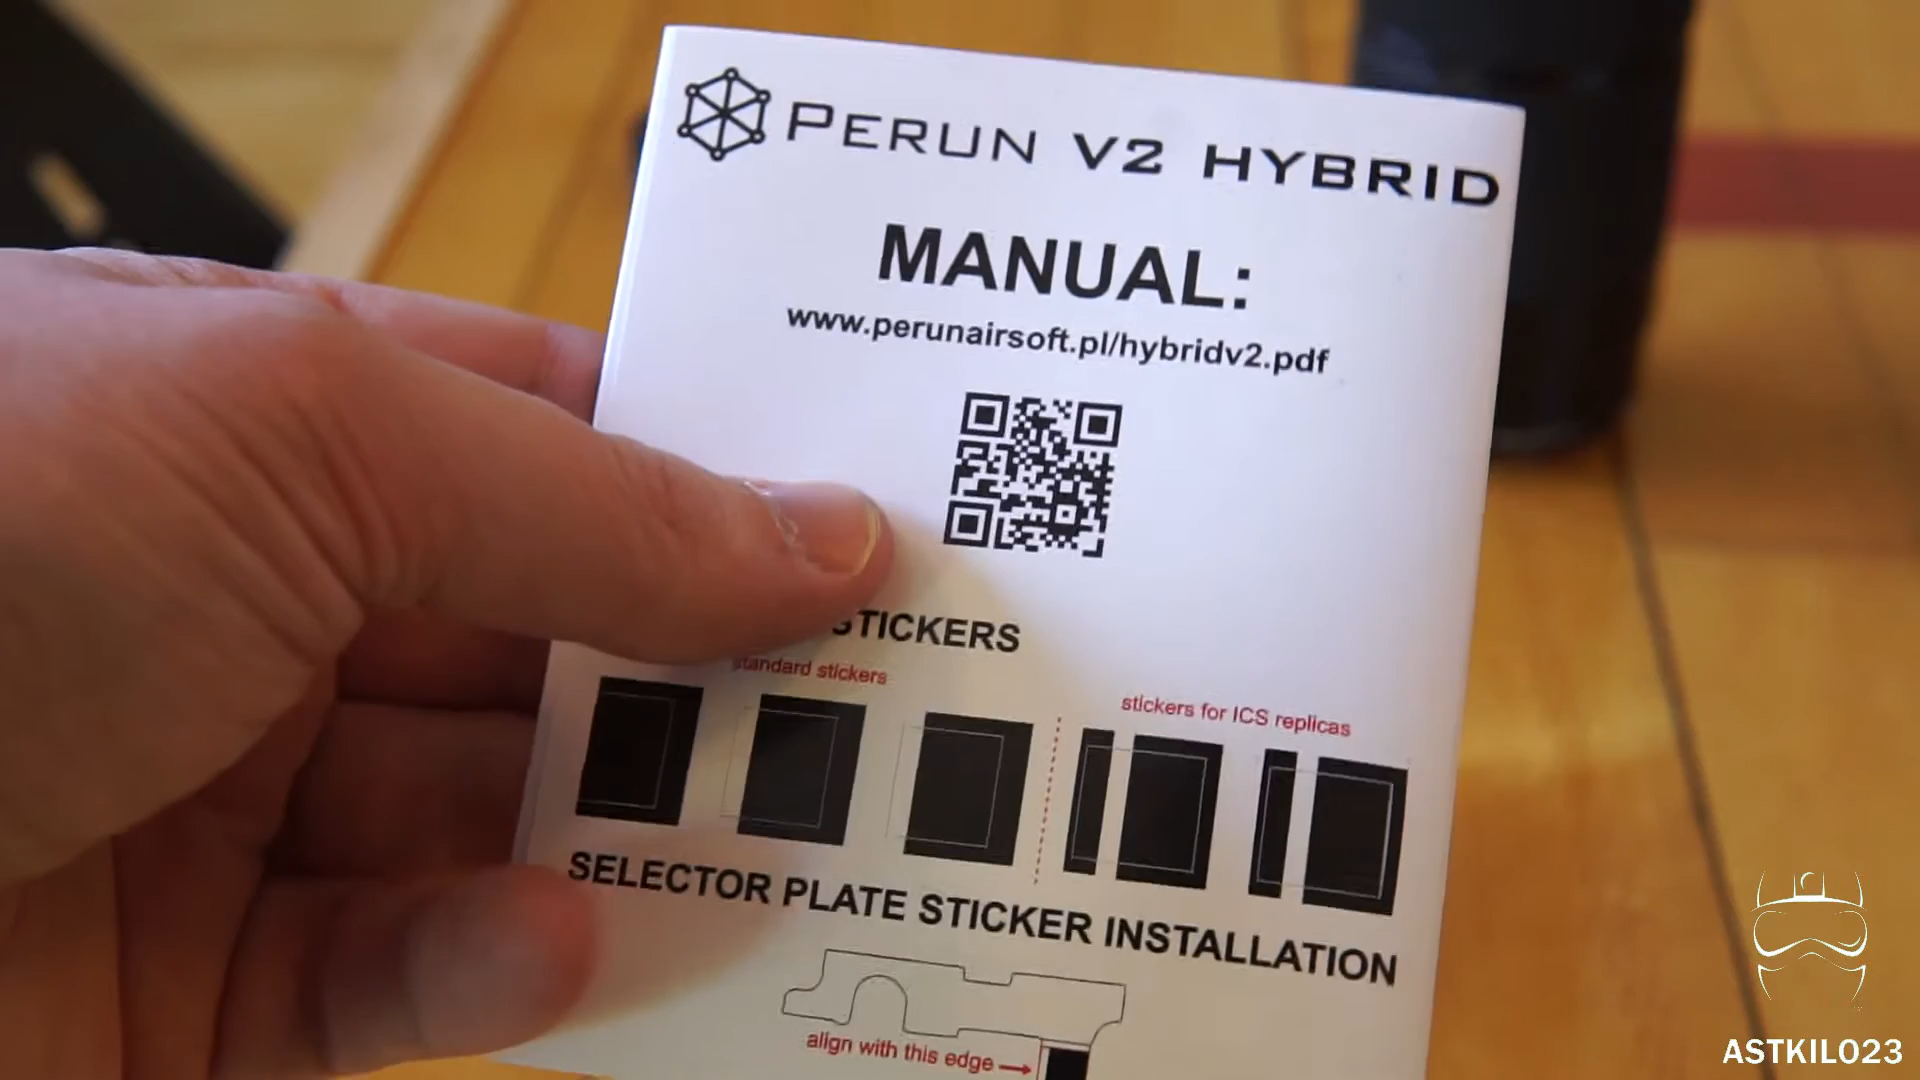 PERUN V2 HYBRID
MANUAL:
www.perunairsoft.pl/hybridv2.pdf
STICKERS
standard stickers
stickers for ICS replicas
SELECTOR PLATE STICKER INSTALLATION
align with this edge
ASTKILO23